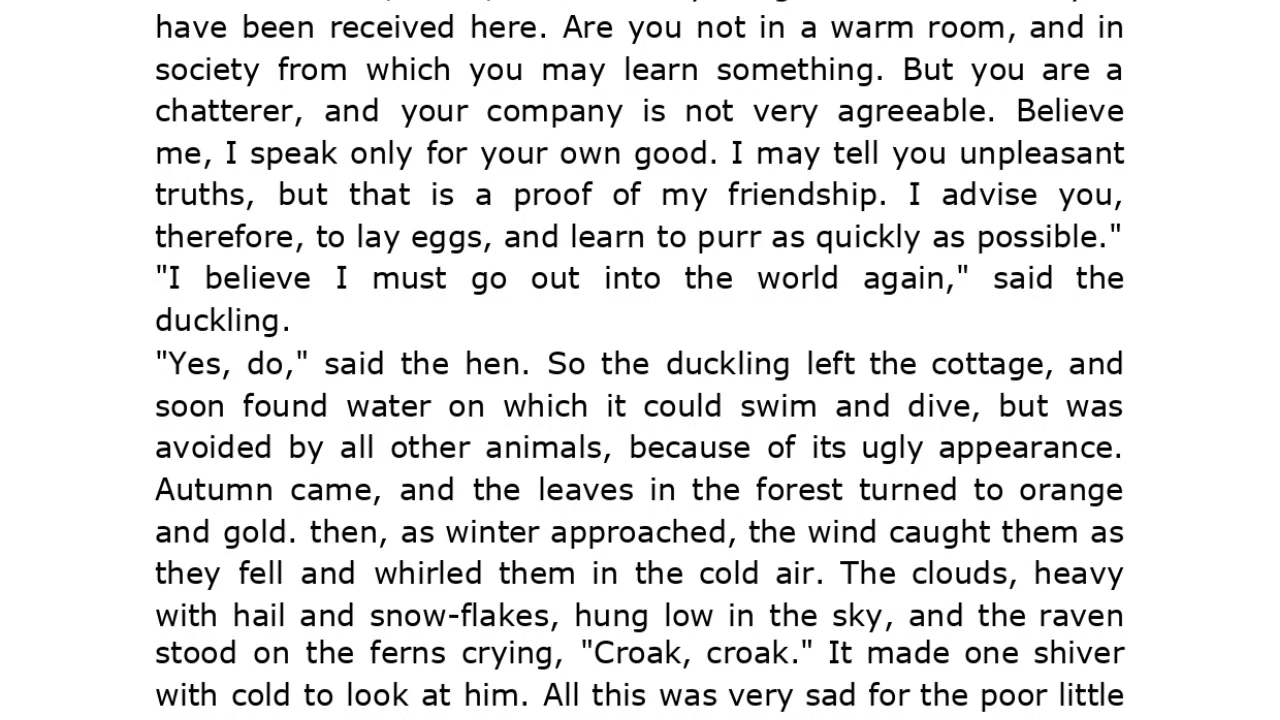 have been received here. Are you not in a warm room, and in
society from which you may learn something. But you are a
chatterer, and your company is not very agreeable. Believe
me, I speak only for your own good. I may tell you unpleasant
truths, but that is a proof of my friendship. I advise you,
therefore, to lay eggs, and learn to purr as quickly as possible."
"I believe I must go out into the world again," said the
duckling.
"Yes, do," said the hen. So the duckling left the cottage, and
soon found water on which it could swim and dive, but was
avoided by all other animals, because of its ugly appearance.
Autumn came, and the leaves in the forest turned to orange
and gold. then, as winter approached, the wind caught them as
they fell and whirled them in the cold air. The clouds, heavy
with hail and snow-flakes, hung low in the sky, and the raven
stood on the ferns crying, "Croak, croak." It made one shiver
with cold to look at him. All this was very sad for the poor little